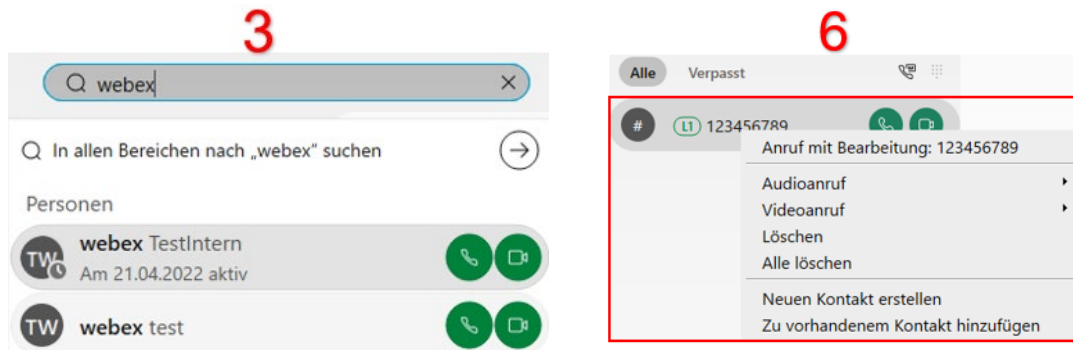 3
webex
In allen Bereichen nach „webex“ suchen
Personen
TW
webex TestIntern
Am 21.04.2022 aktiv
TW
webex test
6
Alle Verpasst
# L1 123456789
Anruf mit Bearbeitung: 123456789
Audioanruf
Videoanruf
Löschen
Alle löschen
Neuen Kontakt erstellen
Zu vorhandenem Kontakt hinzufügen